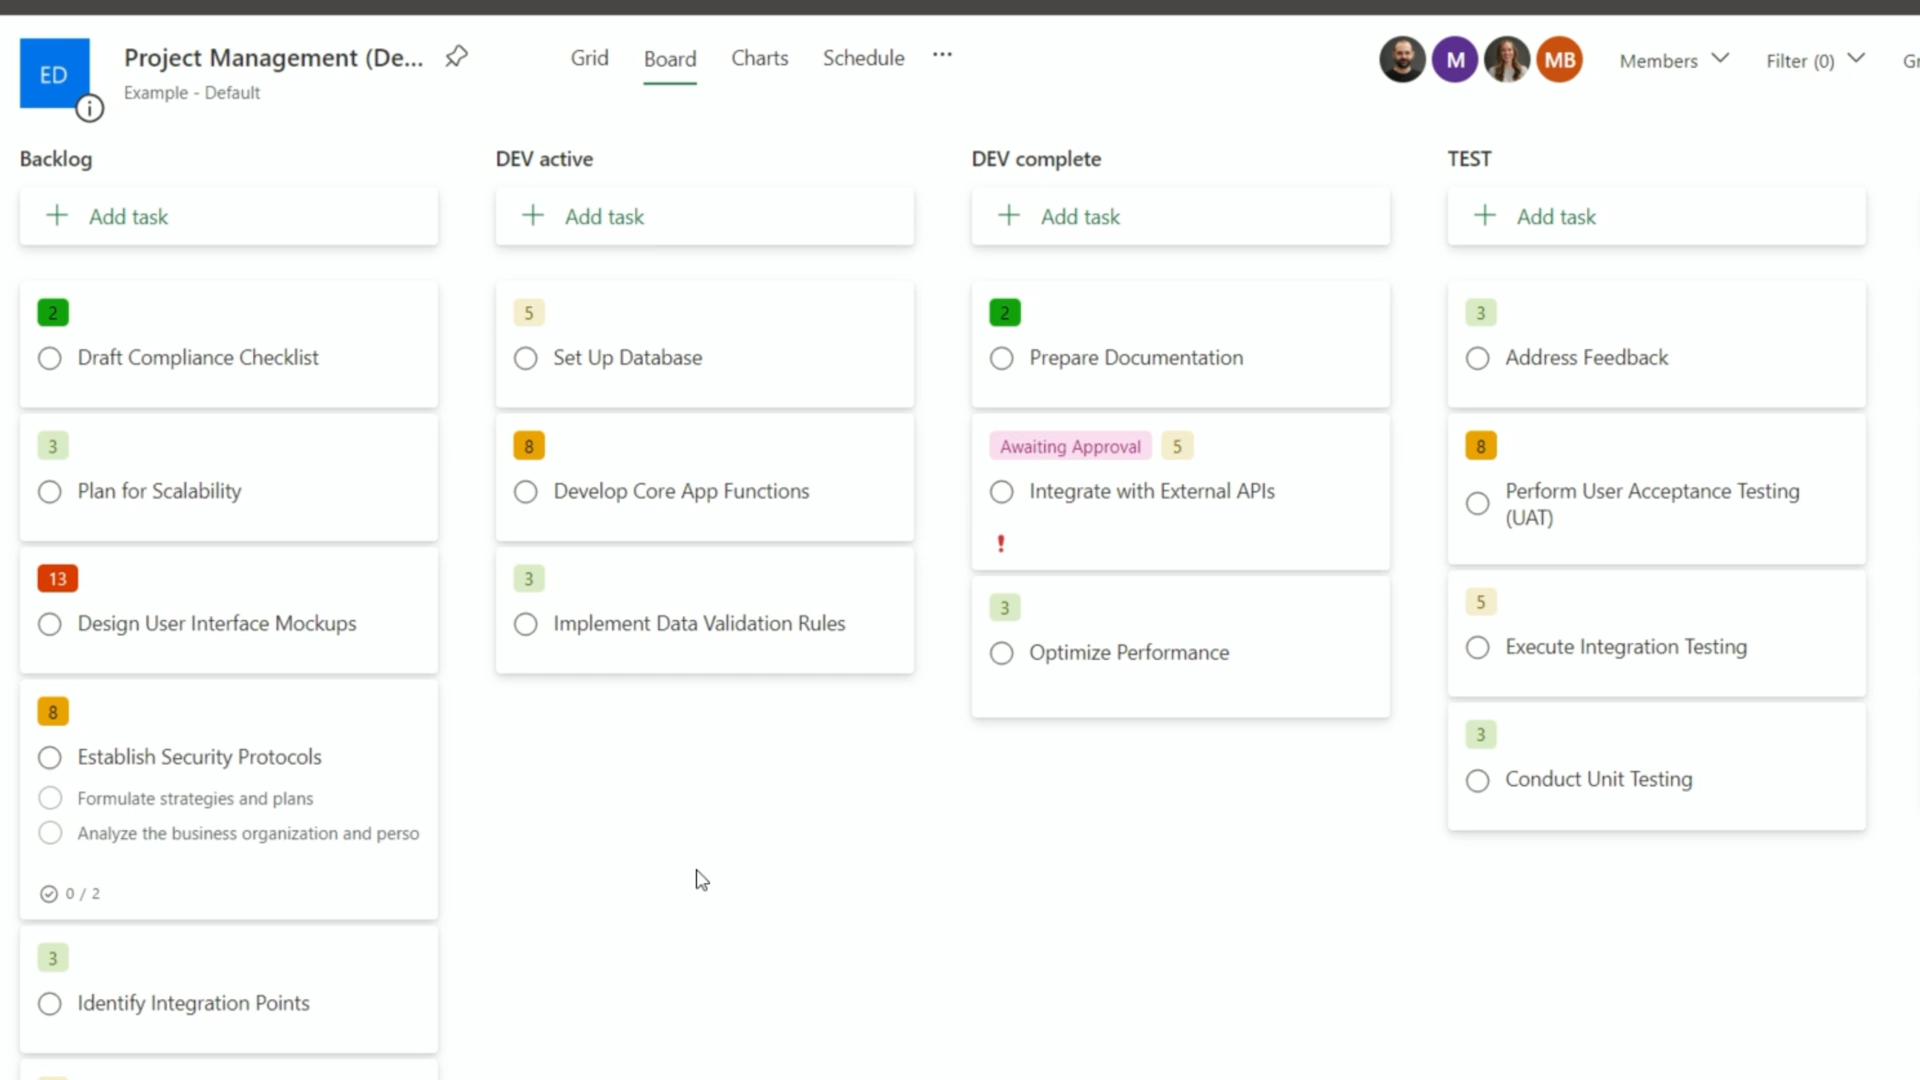 ED
Project Management (De...
Example - Default
Grid
Board
Charts
Schedule
M
MB
Members
Filter (0)
Backlog
Add task
2
Draft Compliance Checklist
3
Plan for Scalability
13
Design User Interface Mockups
8
Establish Security Protocols
Formulate strategies and plans
Analyze the business organization and perso
0 / 2
3
Identify Integration Points
DEV active
Add task
5
Set Up Database
8
Develop Core App Functions
3
Implement Data Validation Rules
DEV complete
Add task
2
Prepare Documentation
Awaiting Approval 5
Integrate with External APIs
3
Optimize Performance
TEST
Add task
3
Address Feedback
8
Perform User Acceptance Testing
(UAT)
5
Execute Integration Testing
3
Conduct Unit Testing